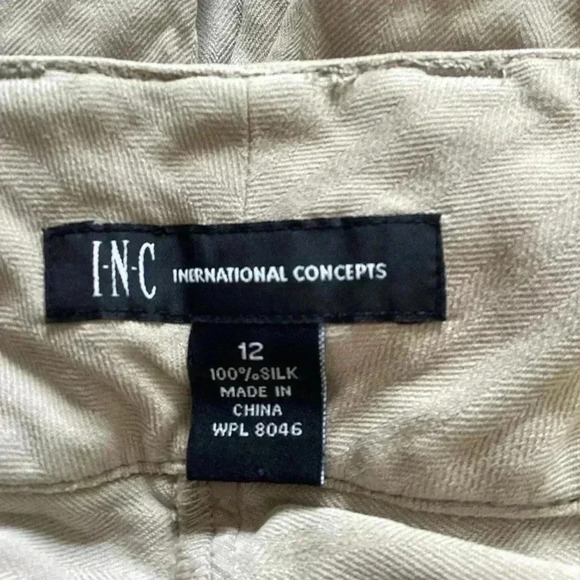 I·N·C INERNATIONAL CONCEPTS
12
100% SILK
MADE IN
CHINA
WPL 8046